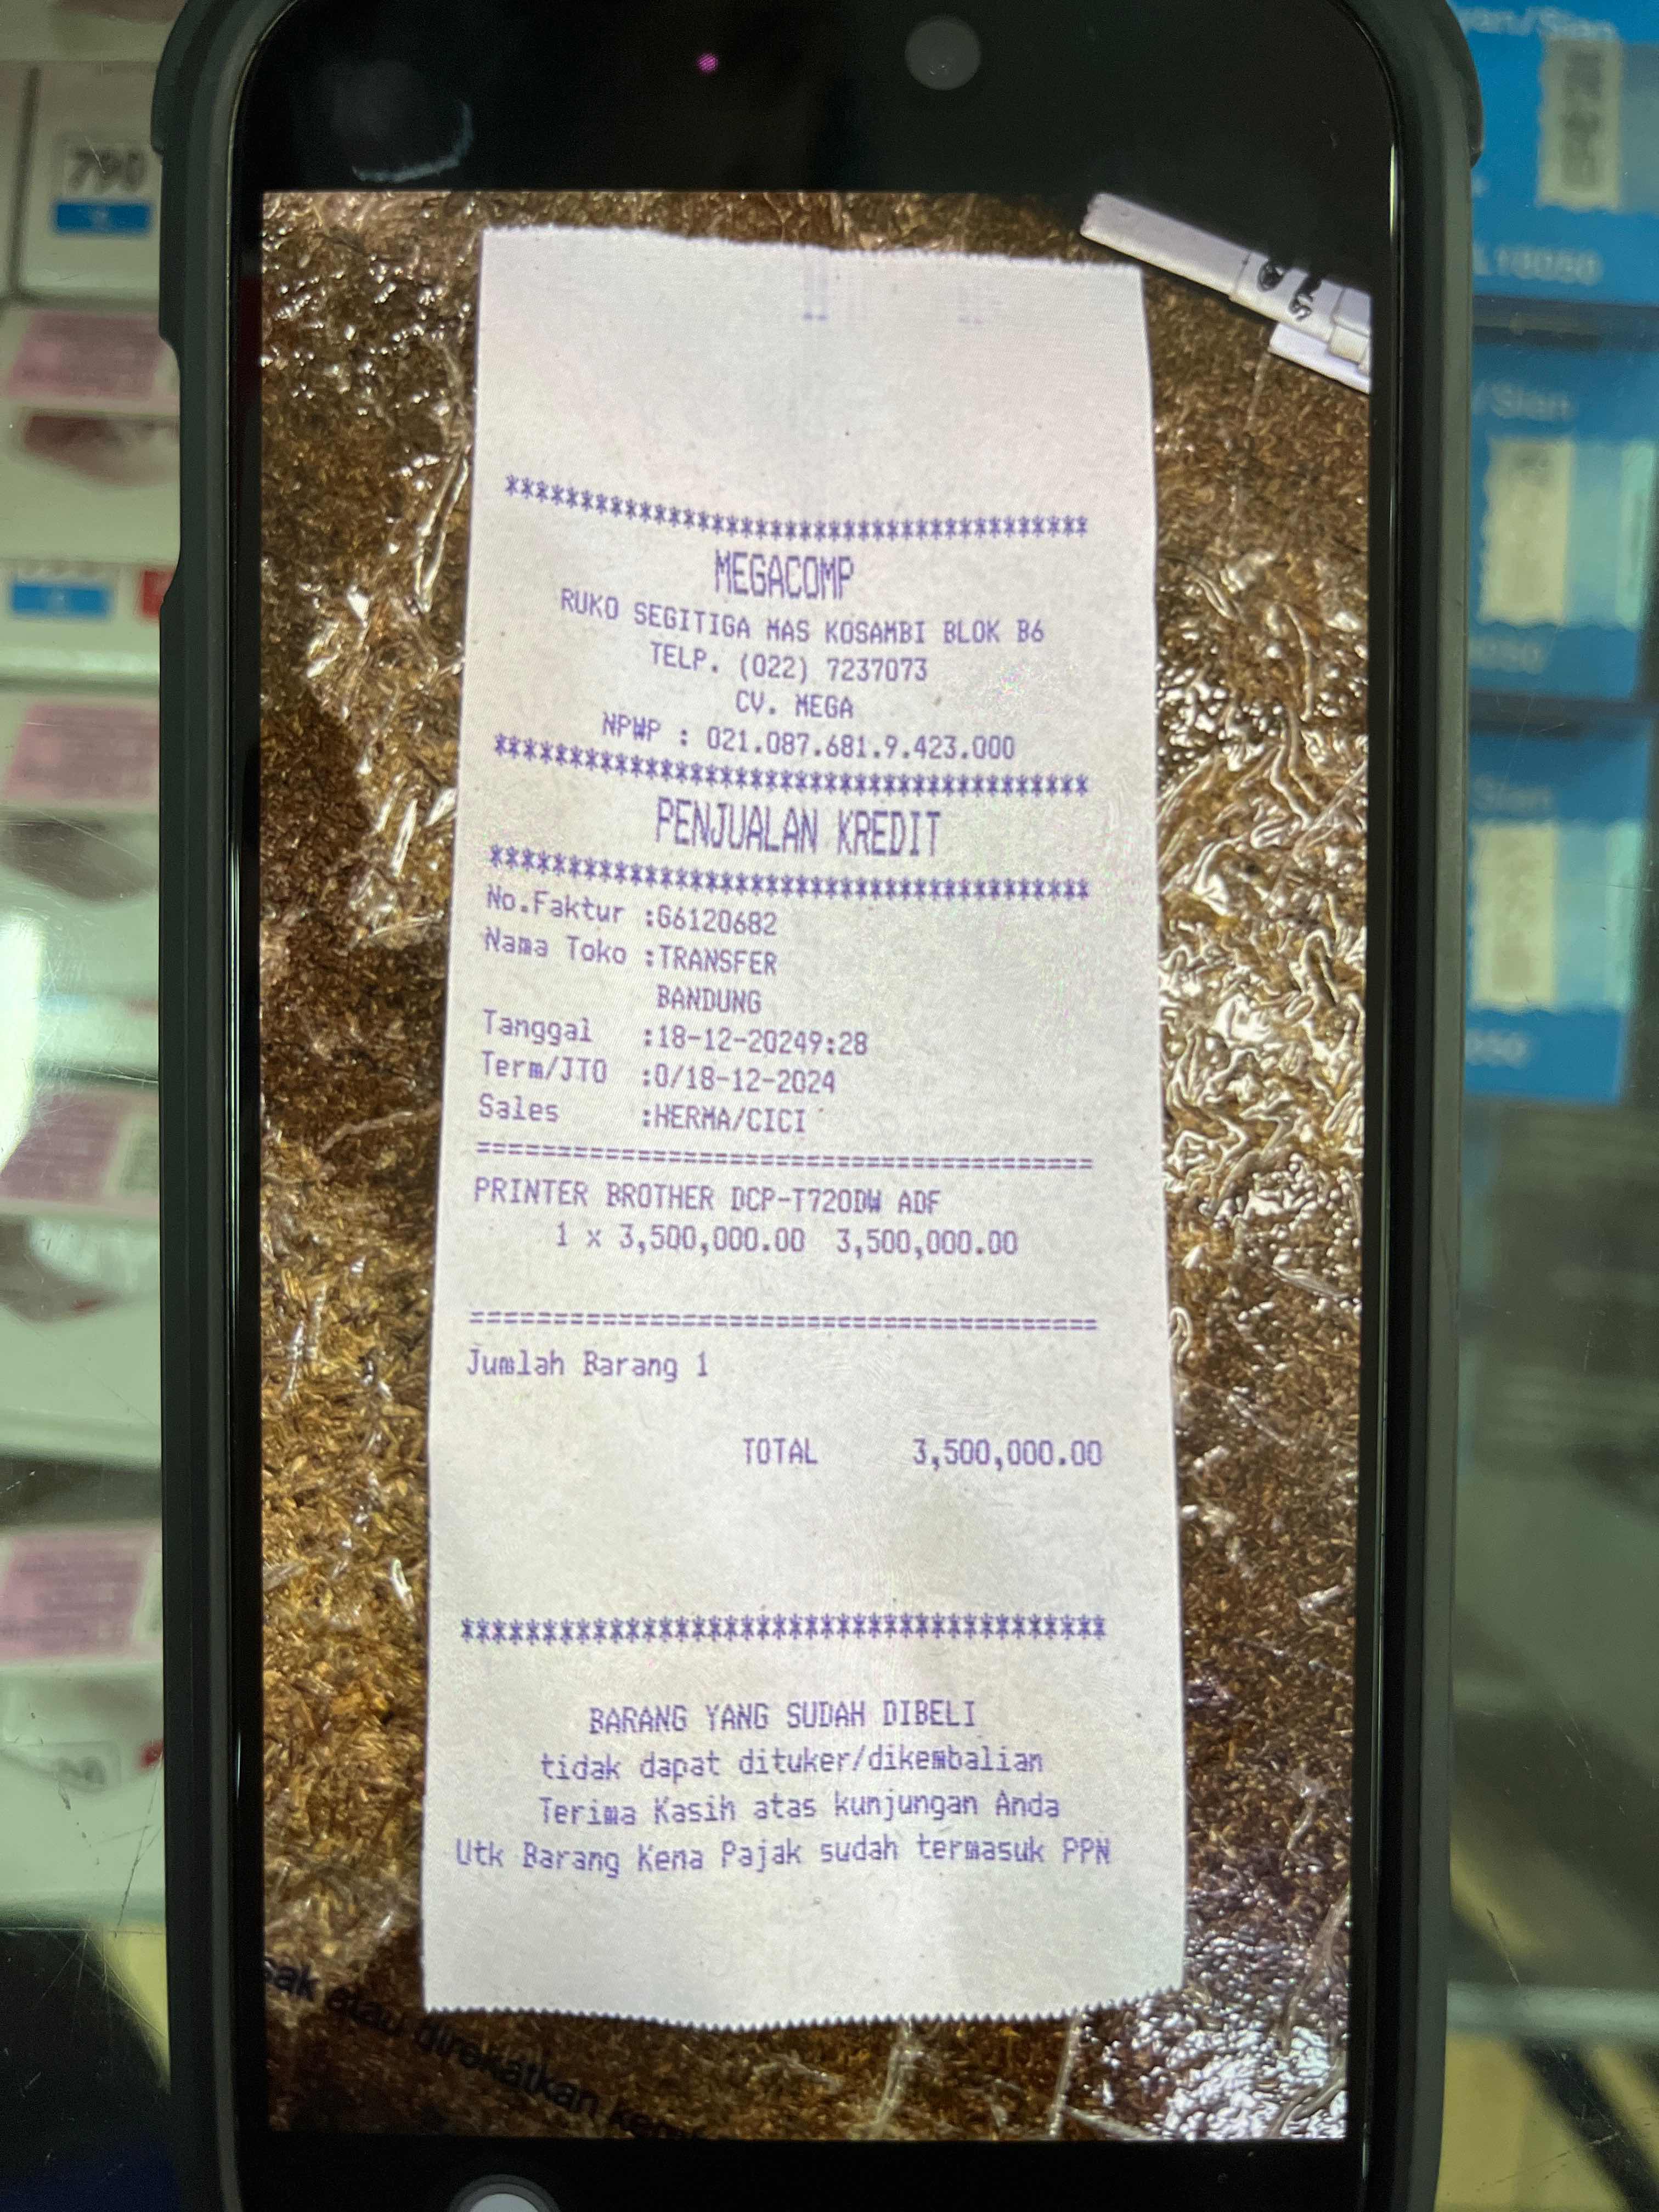 790
***************************************
MEGACOMP
RUKO SEGITIGA MAS KOSAMBI BLOK B6
TELP. (022) 7237073
CV. MEGA
NPWP : 021.087.681.9.423.000
***************************************
PENJUALAN KREDIT
***************************************
No.Faktur :G6120682
Nama Toko :TRANSFER
BANDUNG
Tanggal :18-12-20249:28
Term/JTO :0/18-12-2024
Sales :HERMA/CICI
=======================================
PRINTER BROTHER DCP-T720DW ADF
1 x 3,500,000.00 3,500,000.00
=======================================
Jumlah Barang 1
TOTAL 3,500,000.00
***************************************
BARANG YANG SUDAH DIBELI
tidak dapat dituker/dikembalian
Terima Kasih atas kunjungan Anda
Utk Barang Kena Pajak sudah termasuk PPN
atau direkatkan